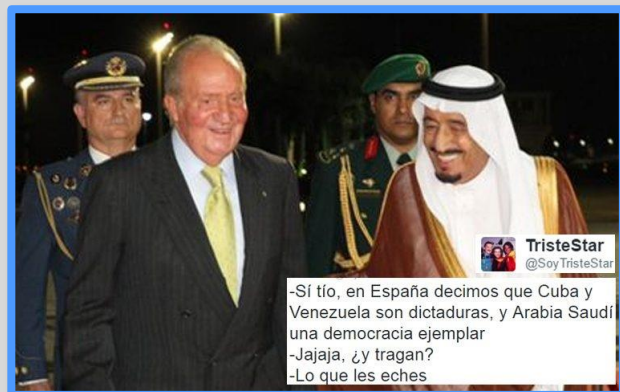 TristeStar
@SoyTristeStar
-Sí tío, en España decimos que Cuba y
Venezuela son dictaduras, y Arabia Saudí
una democracia ejemplar
-Jajaja, ¿y tragan?
-Lo que les eches